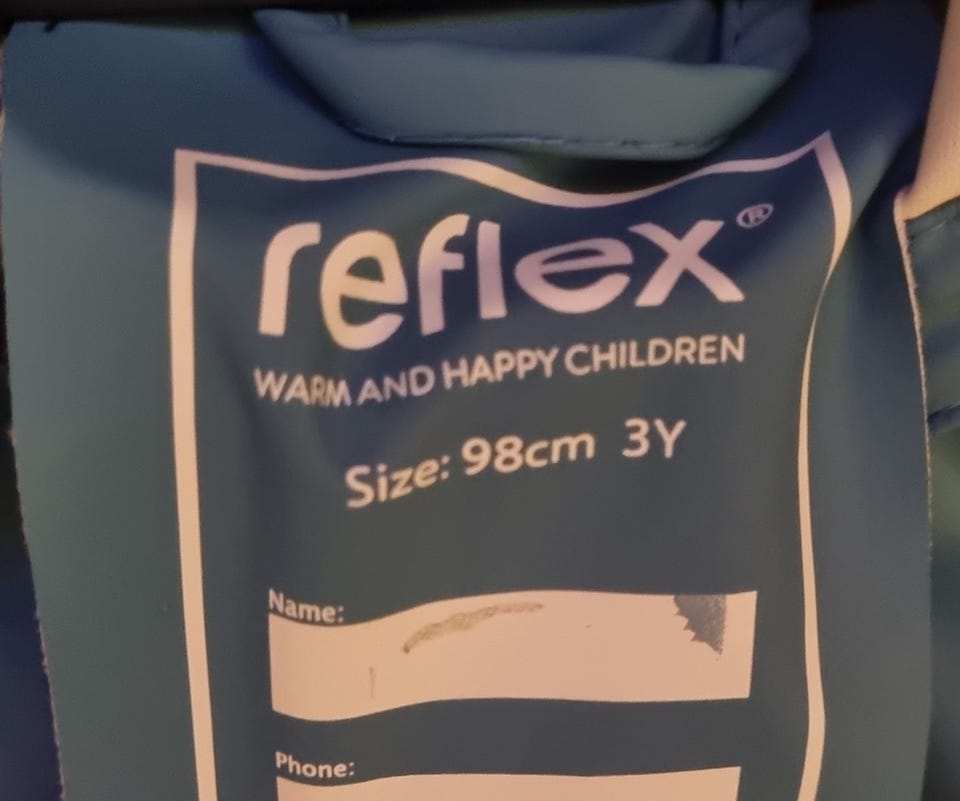 reflex®
WARM AND HAPPY CHILDREN
Size: 98cm 3Y
Name:
Phone: